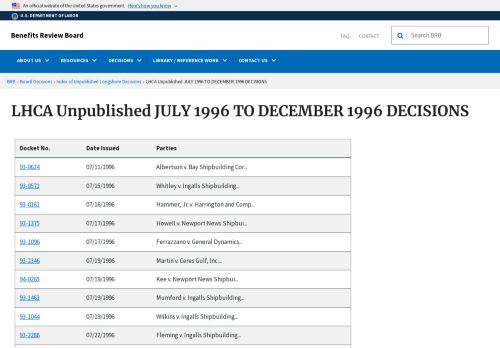 An official website of the United States government. Here's how you know
U.S. DEPARTMENT OF LABOR
Benefits Review Board
FAQ CONTACT
Search BRB
ABOUT US RESOURCES DECISIONS LIBRARY / REFERENCE WORK CONTACT US
BRB › Board Decisions › Index of Unpublished Longshore Decisions › LHCA Unpublished JULY 1996 TO DECEMBER 1996 DECISIONS
LHCA Unpublished JULY 1996 TO DECEMBER 1996 DECISIONS
Docket No. Date Issued Parties
93-0634 07/11/1996 Albertson v. Bay Shipbuilding Cor...
93-0571 07/15/1996 Whitley v. Ingalls Shipbuilding...
93-0161 07/16/1996 Hammer, Jr. v. Harrington and Comp...
93-1375 07/17/1996 Howell v. Newport News Shipbui...
93-1096 07/17/1996 Ferrazzano v. General Dynamics...
93-2346 07/19/1996 Martin v. Ceres Gulf, Inc....
94-0265 07/19/1996 Kee v. Newport News Shipbui...
93-1463 07/19/1996 Mumford v. Ingalls Shipbuilding...
93-1044 07/19/1996 Wilkins v. Ingalls Shipbuilding...
93-2288 07/22/1996 Fleming v. Ingalls Shipbuilding...